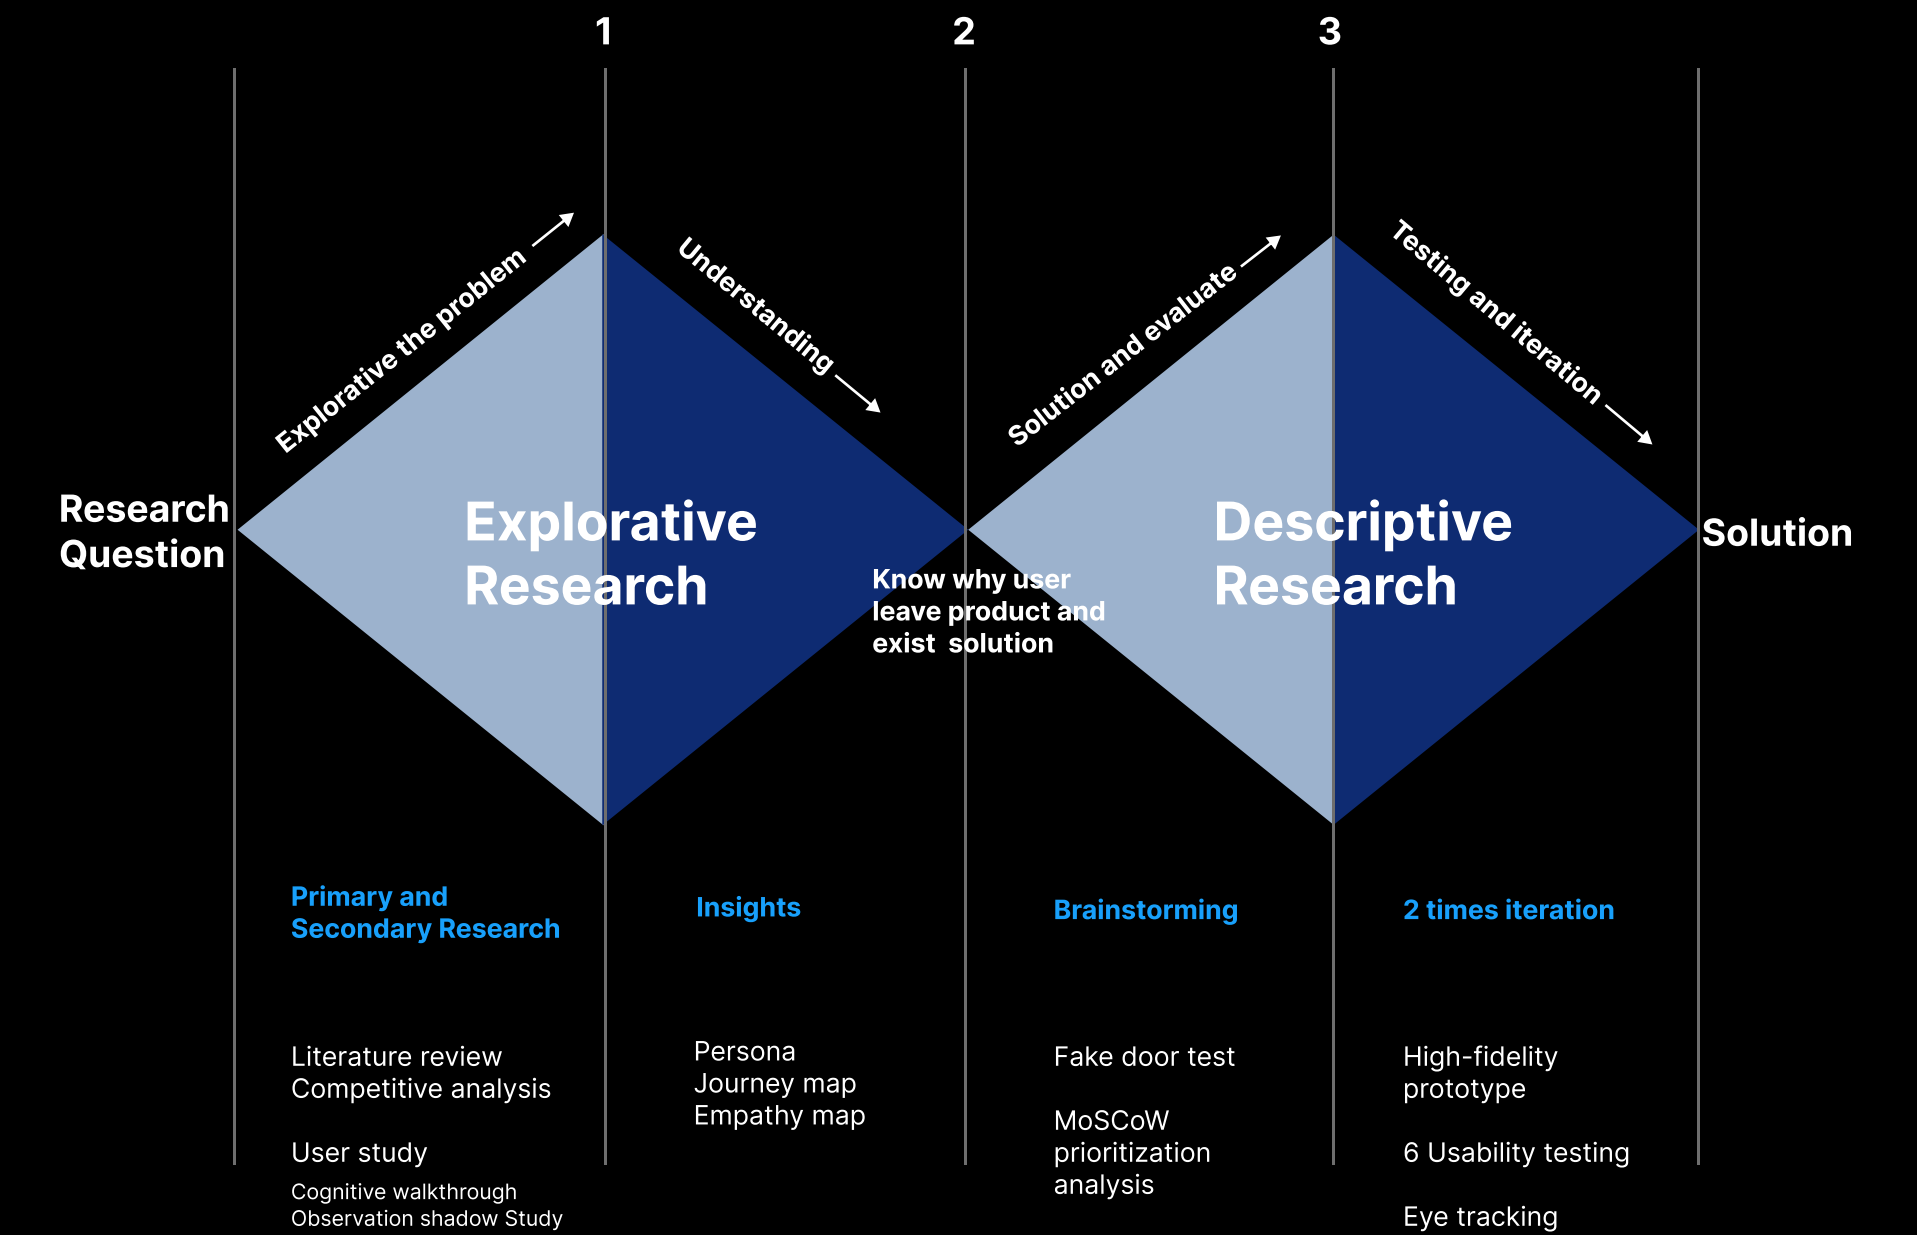 1
2
3
Explorative the problem
Understanding
Solution and evaluate
Testing and iteration
Research
Question
Explorative
Research
Know why user
leave product and
exist  solution
Descriptive
Research
Solution
Primary and
Secondary Research
Literature review
Competitive analysis
User study
Cognitive walkthrough
Observation shadow Study
Insights
Persona
Journey map
Empathy map
Brainstorming
Fake door test
MoSCoW
prioritization
analysis
2 times iteration
High-fidelity
prototype
6 Usability testing
Eye tracking